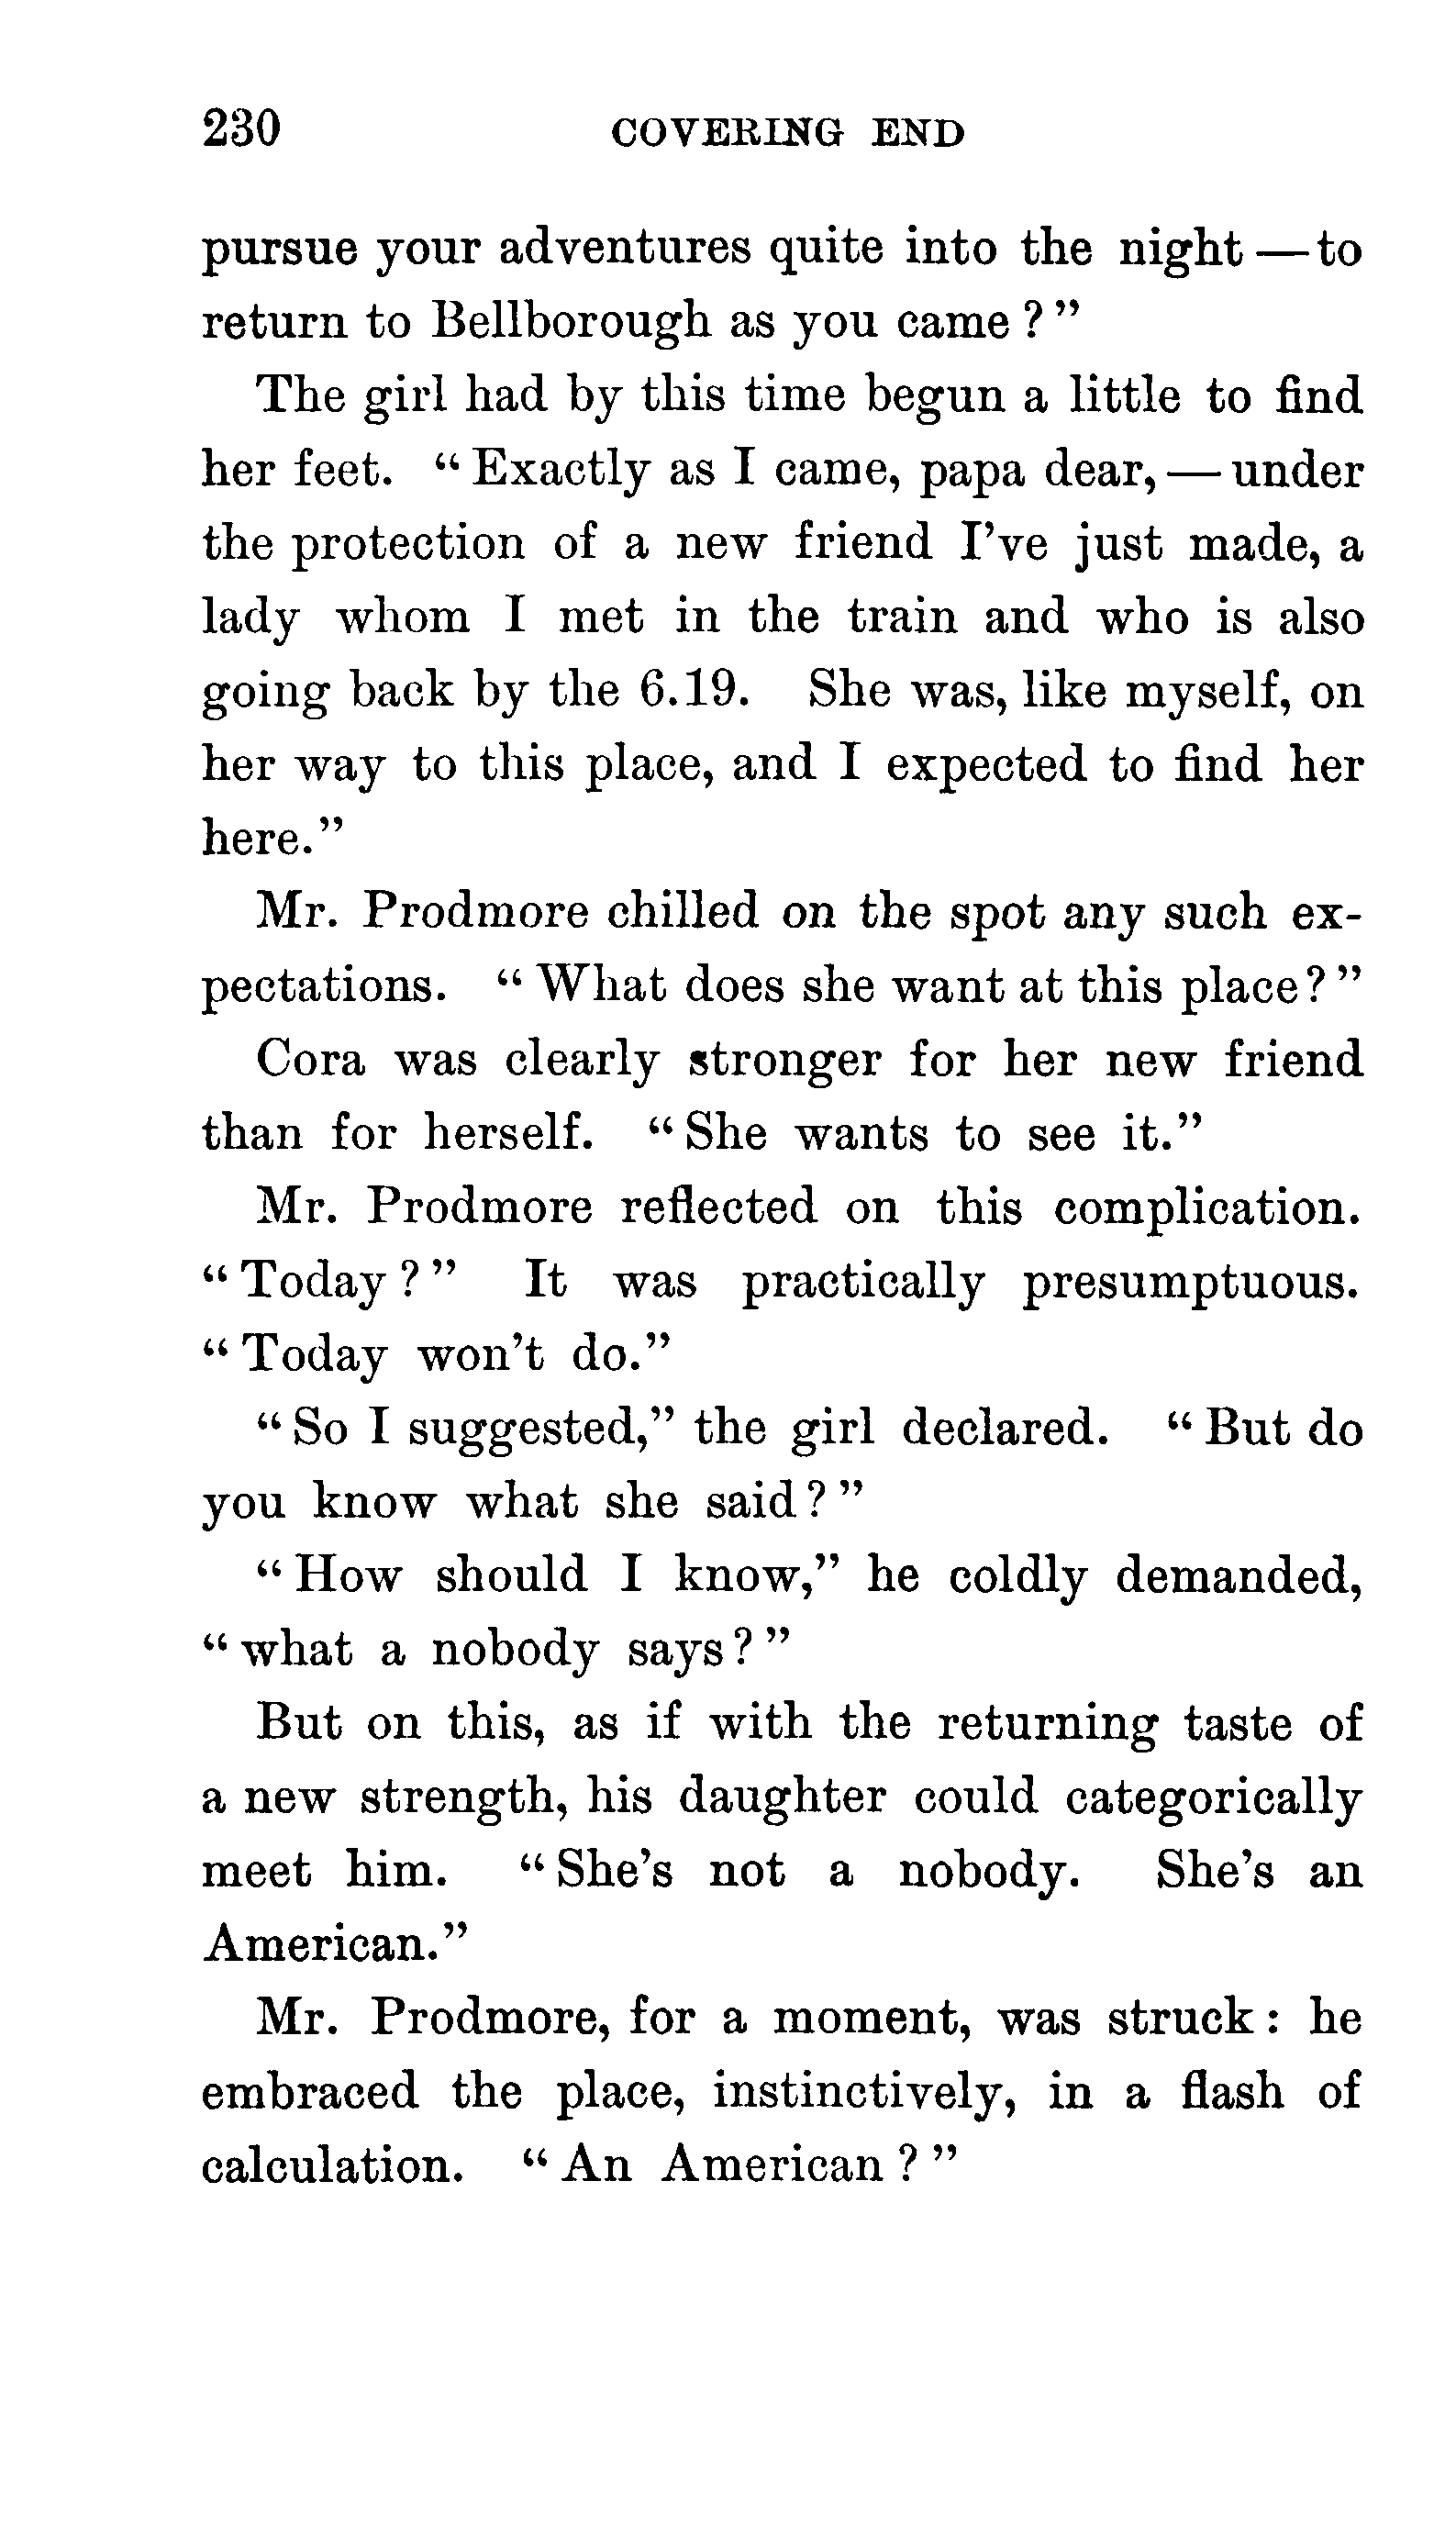 230 COVERING END
pursue your adventures quite into the night — to
return to Bellborough as you came?”
The girl had by this time begun a little to find
her feet. “Exactly as I came, papa dear, — under
the protection of a new friend I’ve just made, a
lady whom I met in the train and who is also
going back by the 6.19. She was, like myself, on
her way to this place, and I expected to find her
here.”
Mr. Prodmore chilled on the spot any such ex-
pectations. “What does she want at this place?”
Cora was clearly stronger for her new friend
than for herself. “She wants to see it.”
Mr. Prodmore reflected on this complication.
“Today?” It was practically presumptuous.
“Today won’t do.”
“So I suggested,” the girl declared. “But do
you know what she said?”
“How should I know,” he coldly demanded,
“what a nobody says?”
But on this, as if with the returning taste of
a new strength, his daughter could categorically
meet him. “She’s not a nobody. She’s an
American.”
Mr. Prodmore, for a moment, was struck: he
embraced the place, instinctively, in a flash of
calculation. “An American?”